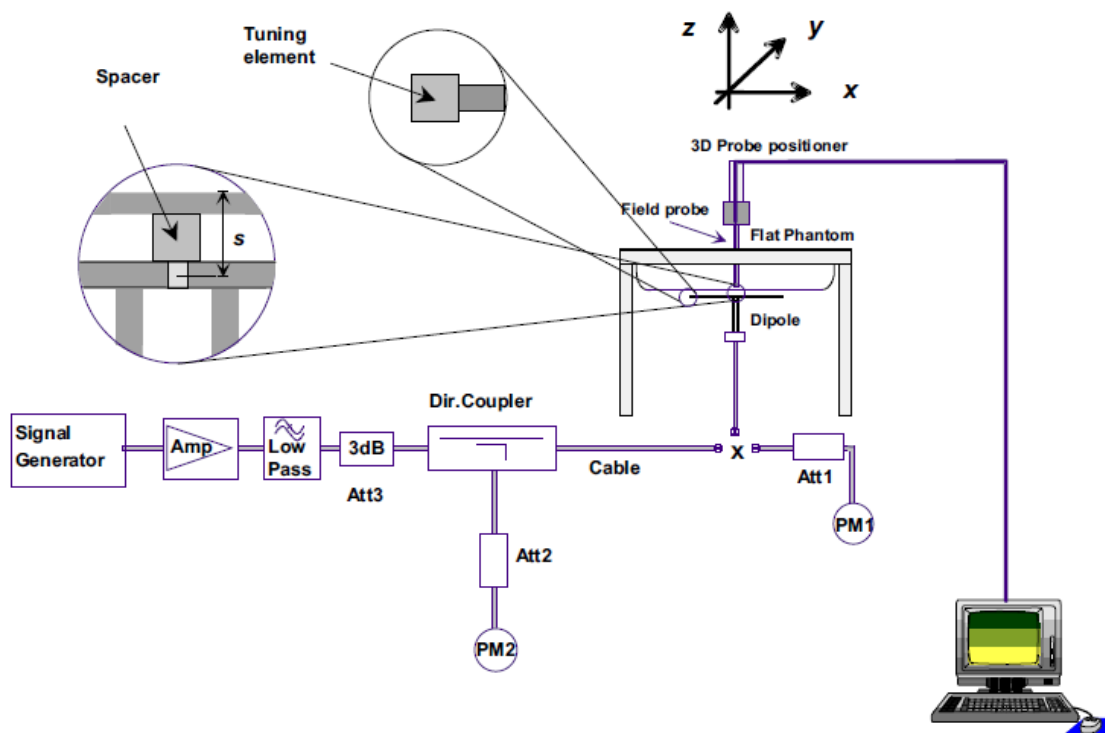 Tuning
element
Spacer
s
z
y
x
3D Probe positioner
Field probe
Flat Phantom
Dipole
Dir.Coupler
Signal
Generator
Amp
Low
Pass
3dB
Att3
Cable
X
Att1
PM1
Att2
PM2